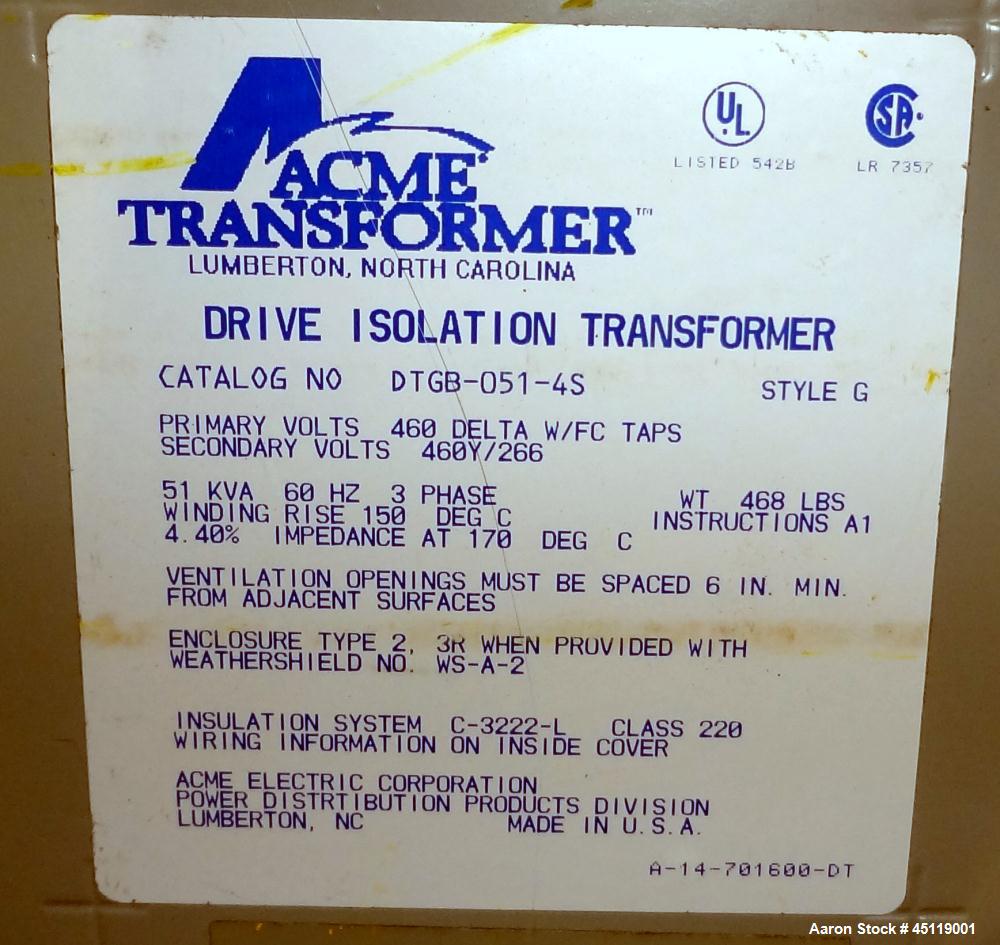 ACME
TRANSFORMER™
LUMBERTON, NORTH CAROLINA
UL
LISTED 542B
SA
LR 7357
DRIVE ISOLATION TRANSFORMER
CATALOG NO DTGB-051-4S STYLE G
PRIMARY VOLTS 460 DELTA W/FC TAPS
SECONDARY VOLTS 460Y/266
51 KVA 60 HZ 3 PHASE WT 468 LBS
WINDING RISE 150 DEG C INSTRUCTIONS A1
4.40% IMPEDANCE AT 170 DEG C
VENTILATION OPENINGS MUST BE SPACED 6 IN. MIN.
FROM ADJACENT SURFACES
ENCLOSURE TYPE 2, 3R WHEN PROVIDED WITH
WEATHERSHIELD NO. WS-A-2
INSULATION SYSTEM C-3222-L CLASS 220
WIRING INFORMATION ON INSIDE COVER
ACME ELECTRIC CORPORATION
POWER DISTRTIBUTION PRODUCTS DIVISION
LUMBERTON, NC MADE IN U.S.A.
A-14-701600-DT
Aaron Stock # 45119001